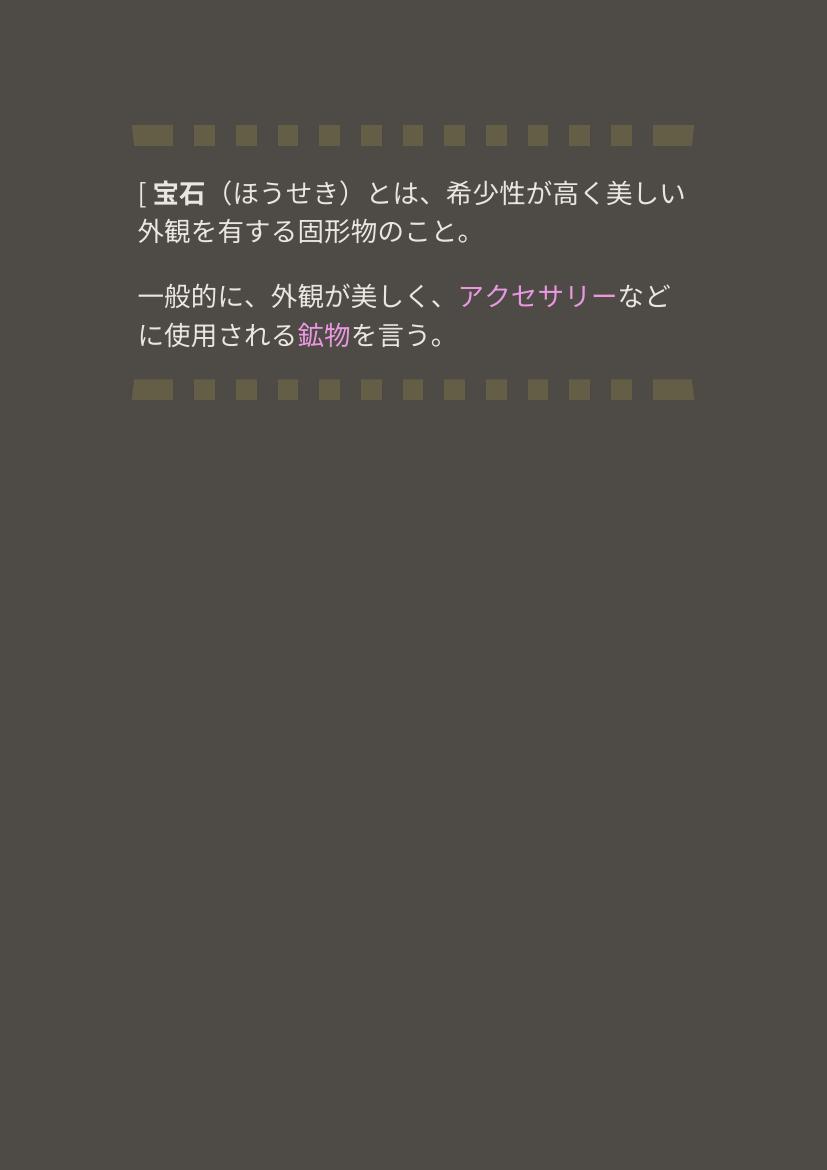 [ 宝石（ほうせき）とは、希少性が高く美しい
外観を有する固形物のこと。
一般的に、外観が美しく、アクセサリーなど
に使用される鉱物を言う。